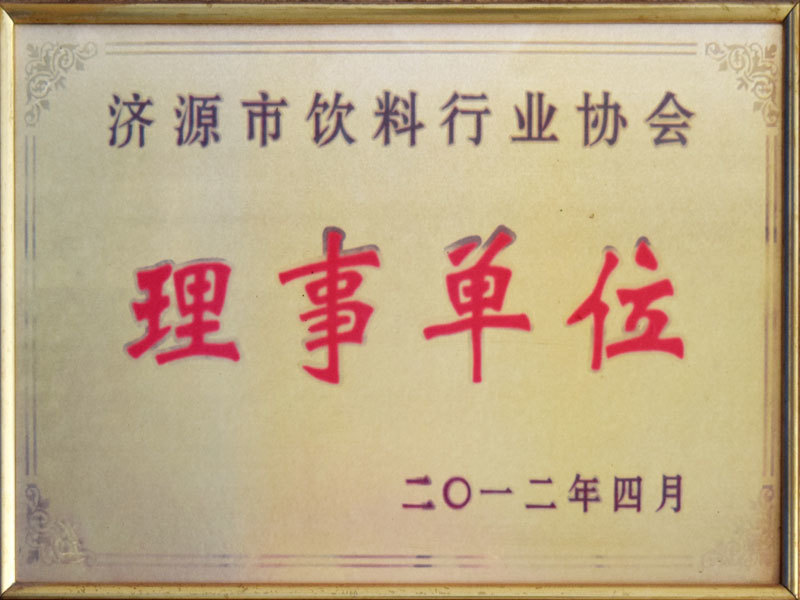 济源市饮料行业协会
理事单位
二〇一二年四月